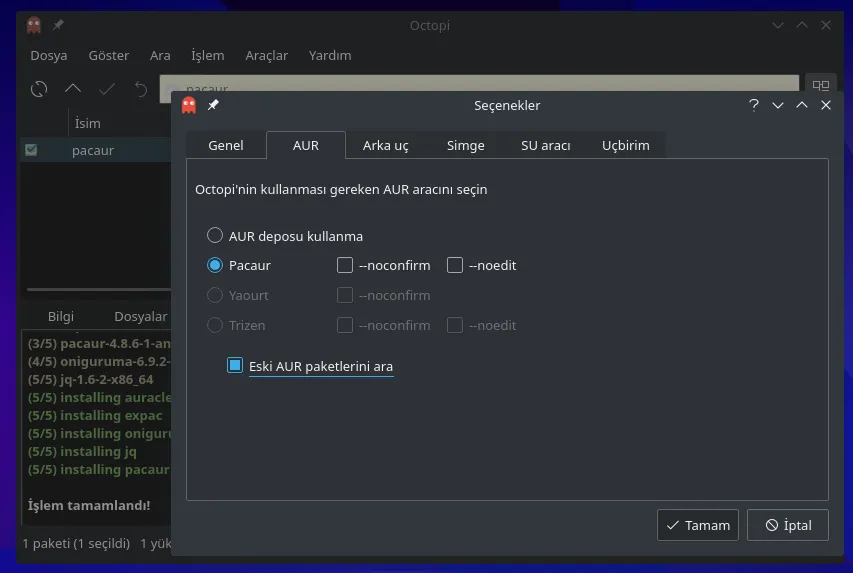 Octopi
Dosya Göster Ara İşlem Araçlar Yardım
pacaur
Seçenekler
İsim
pacaur
Genel AUR Arka uç Simge SU aracı Uçbirim
Octopi'nin kullanması gereken AUR aracını seçin
AUR deposu kullanma
Pacaur --noconfirm --noedit
Yaourt --noconfirm
Trizen --noconfirm --noedit
Eski AUR paketlerini ara
Bilgi Dosyalar
(3/5) pacaur-4.8.6-1-an
(4/5) oniguruma-6.9.2-
(5/5) jq-1.6-2-x86_64
(5/5) installing auracle
(5/5) installing expac
(5/5) installing onigur
(5/5) installing jq
(5/5) installing pacaur
İşlem tamamlandı!
Tamam İptal
1 paketi (1 seçildi) 1 yük